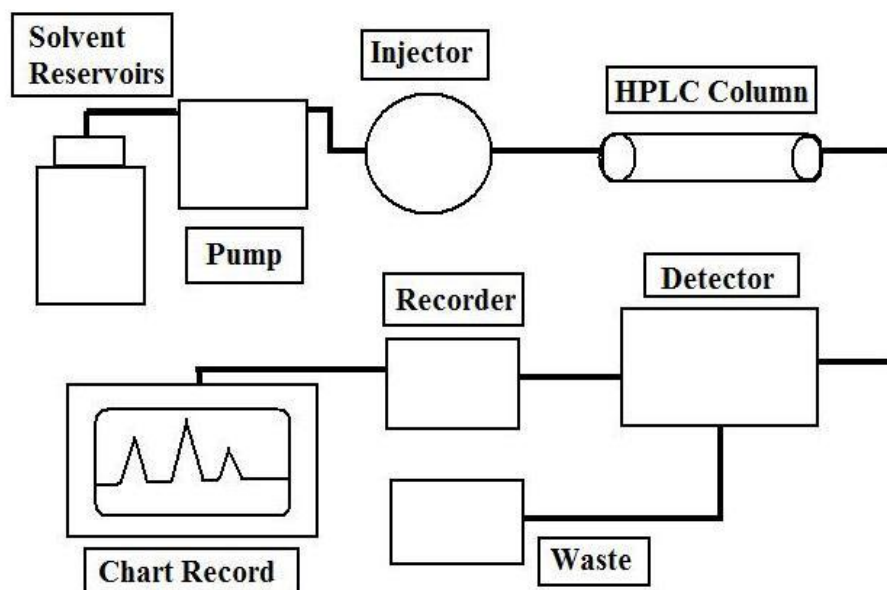 Solvent
Reservoirs
Injector
HPLC Column
Pump
Recorder
Detector
Chart Record
Waste